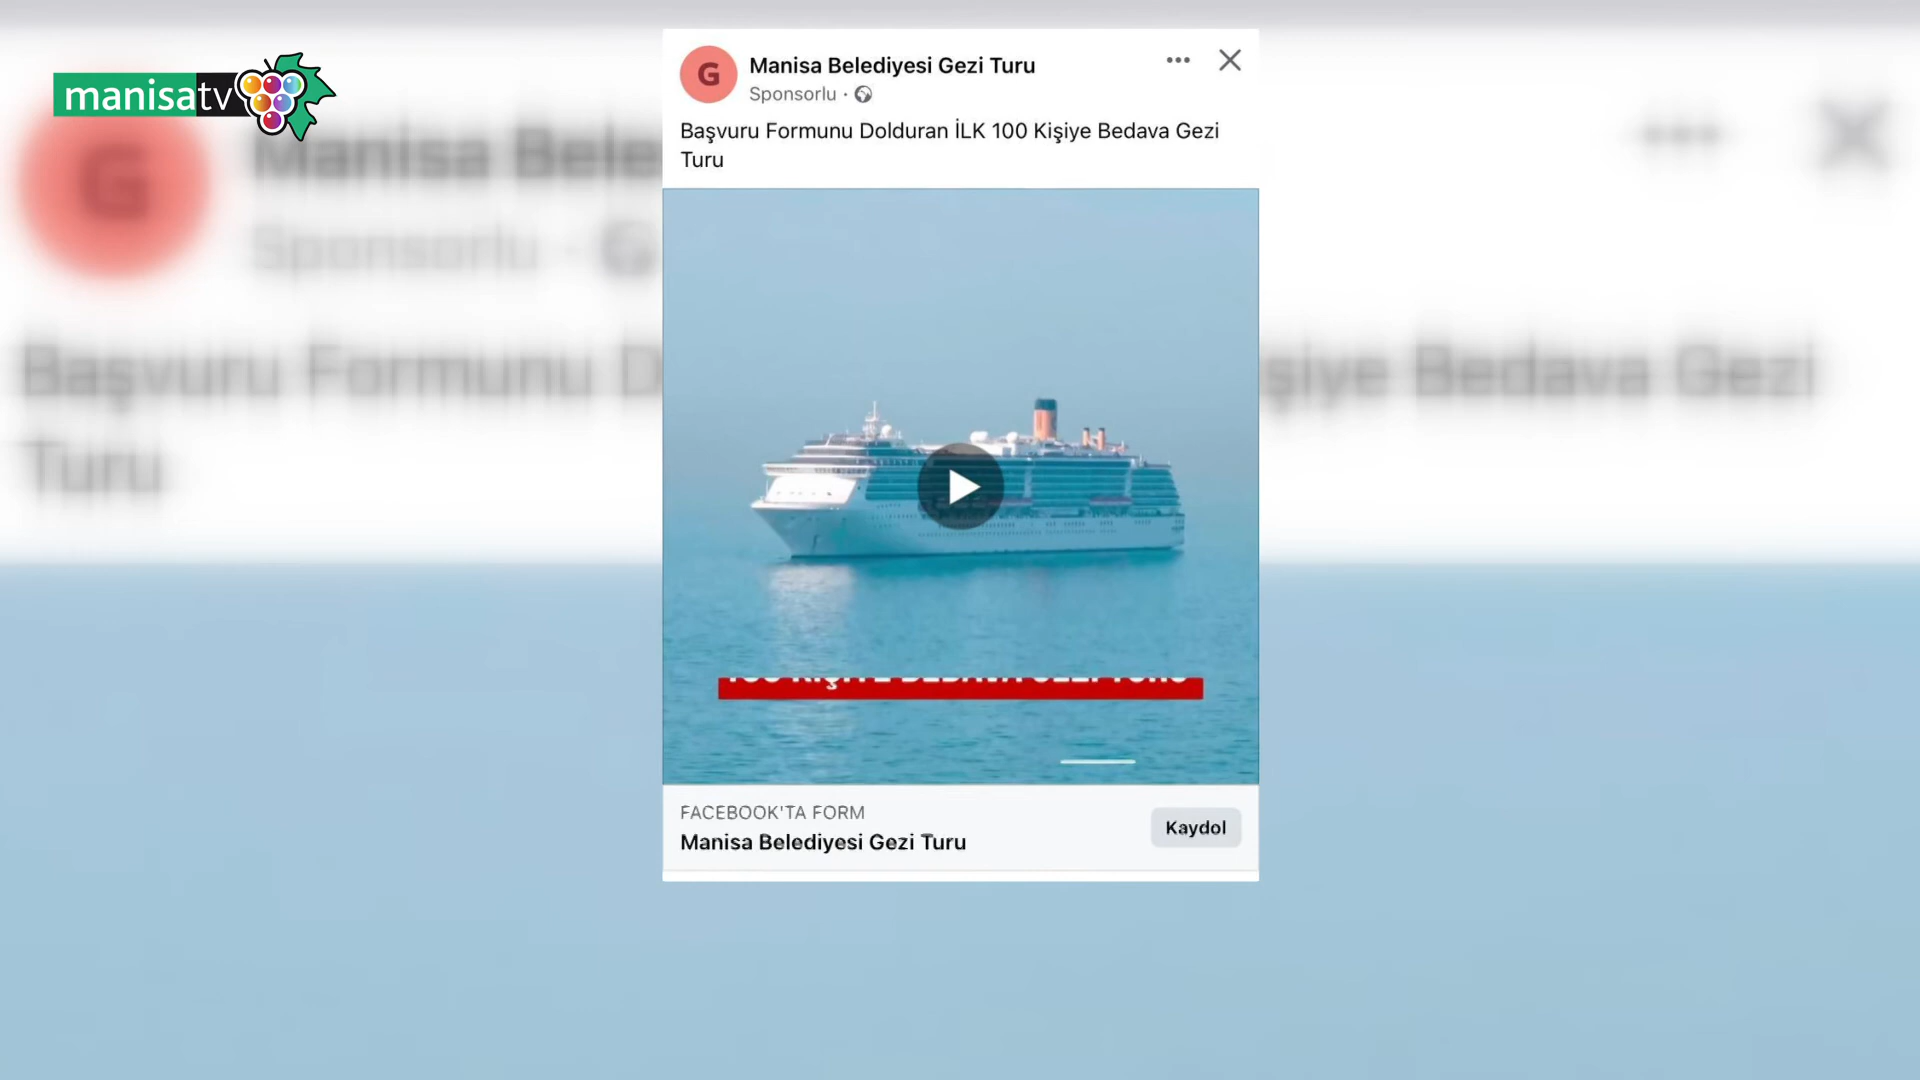 manisatv
G
Manisa Belediyesi Gezi Turu
Sponsorlu ·
Başvuru Formunu Dolduran İLK 100 Kişiye Bedava Gezi
Turu
FACEBOOK'TA FORM
Manisa Belediyesi Gezi Turu
Kaydol